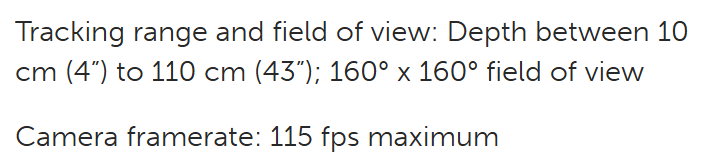 Tracking range and field of view: Depth between 10
cm (4”) to 110 cm (43”); 160° x 160° field of view
Camera framerate: 115 fps maximum